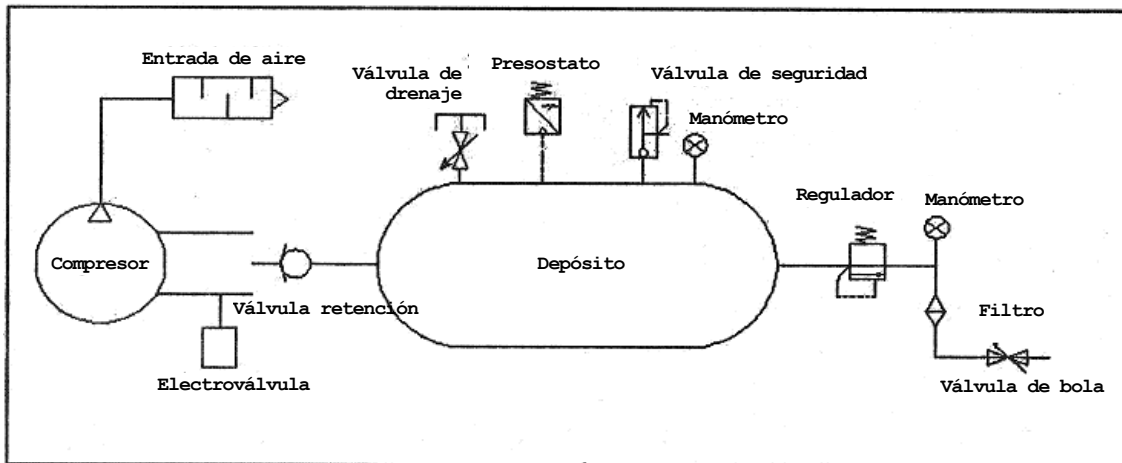 Entrada de aire
Válvula de
drenaje
Presostato
Válvula de seguridad
Manómetro
Regulador
Manómetro
Compresor
Depósito
Válvula retención
Filtro
Electroválvula
Válvula de bola